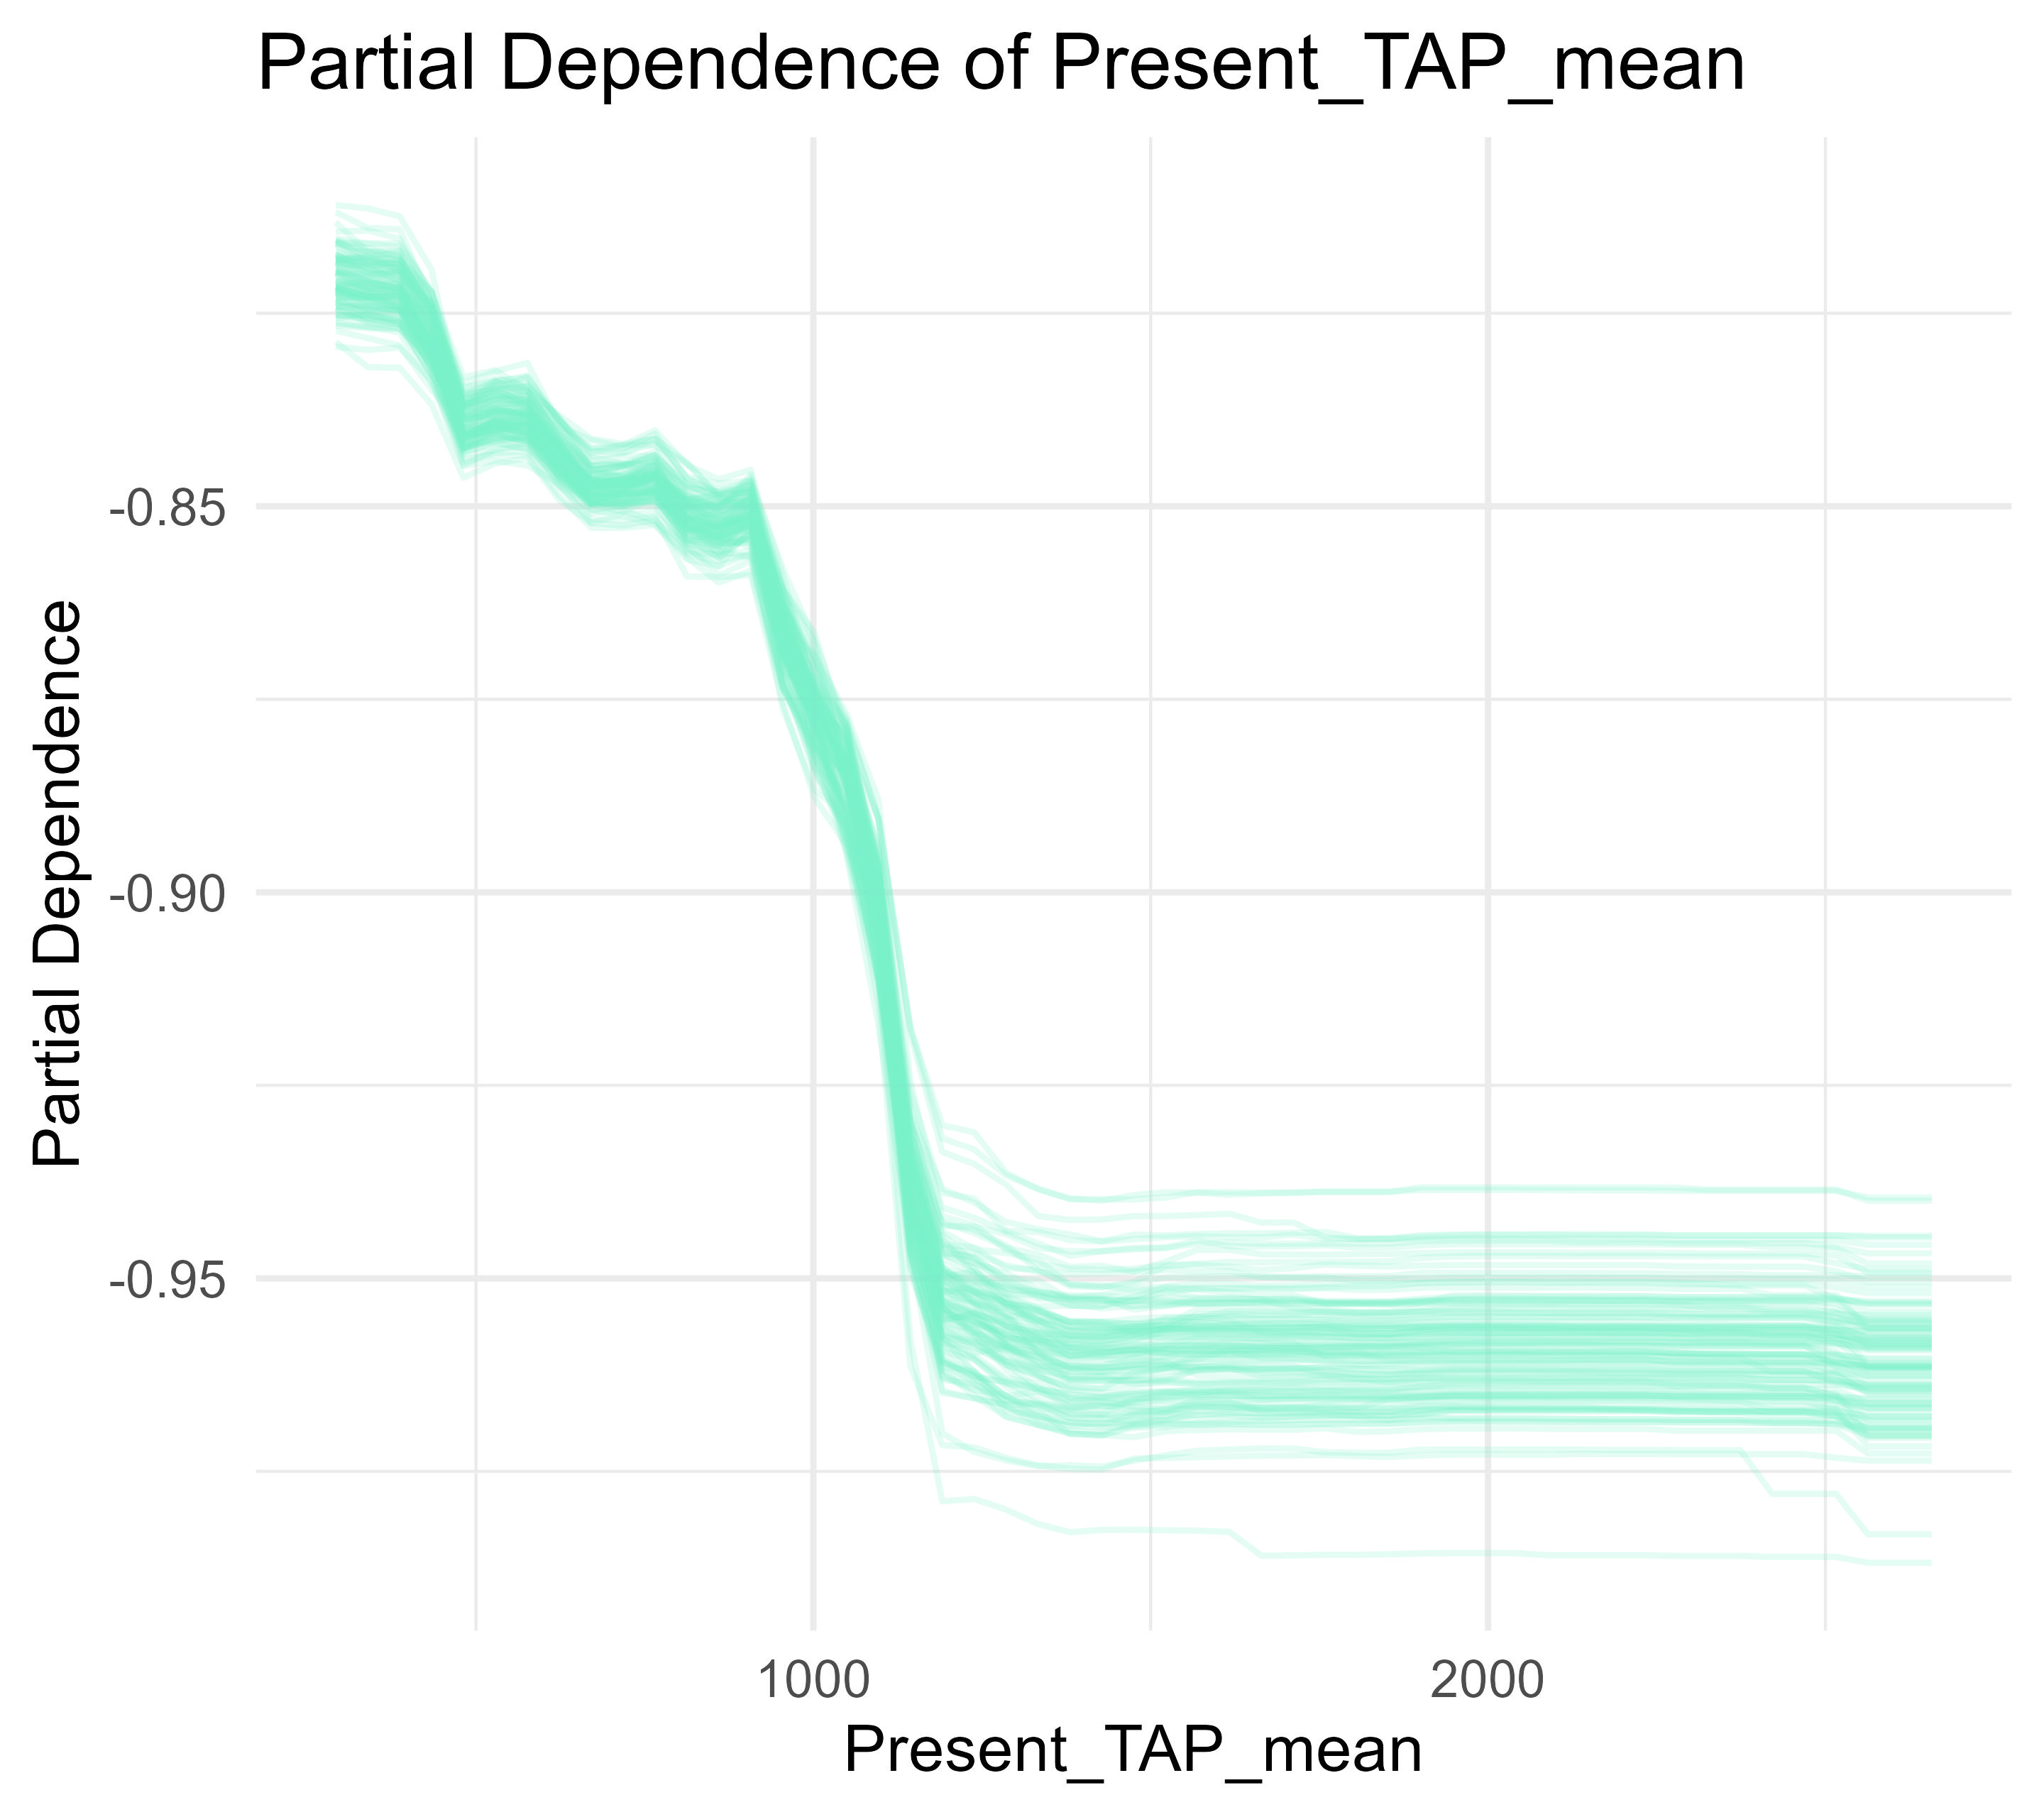 Partial Dependence of Present_TAP_mean
Partial Dependence
-0.85
-0.90
-0.95
1000
2000
Present_TAP_mean